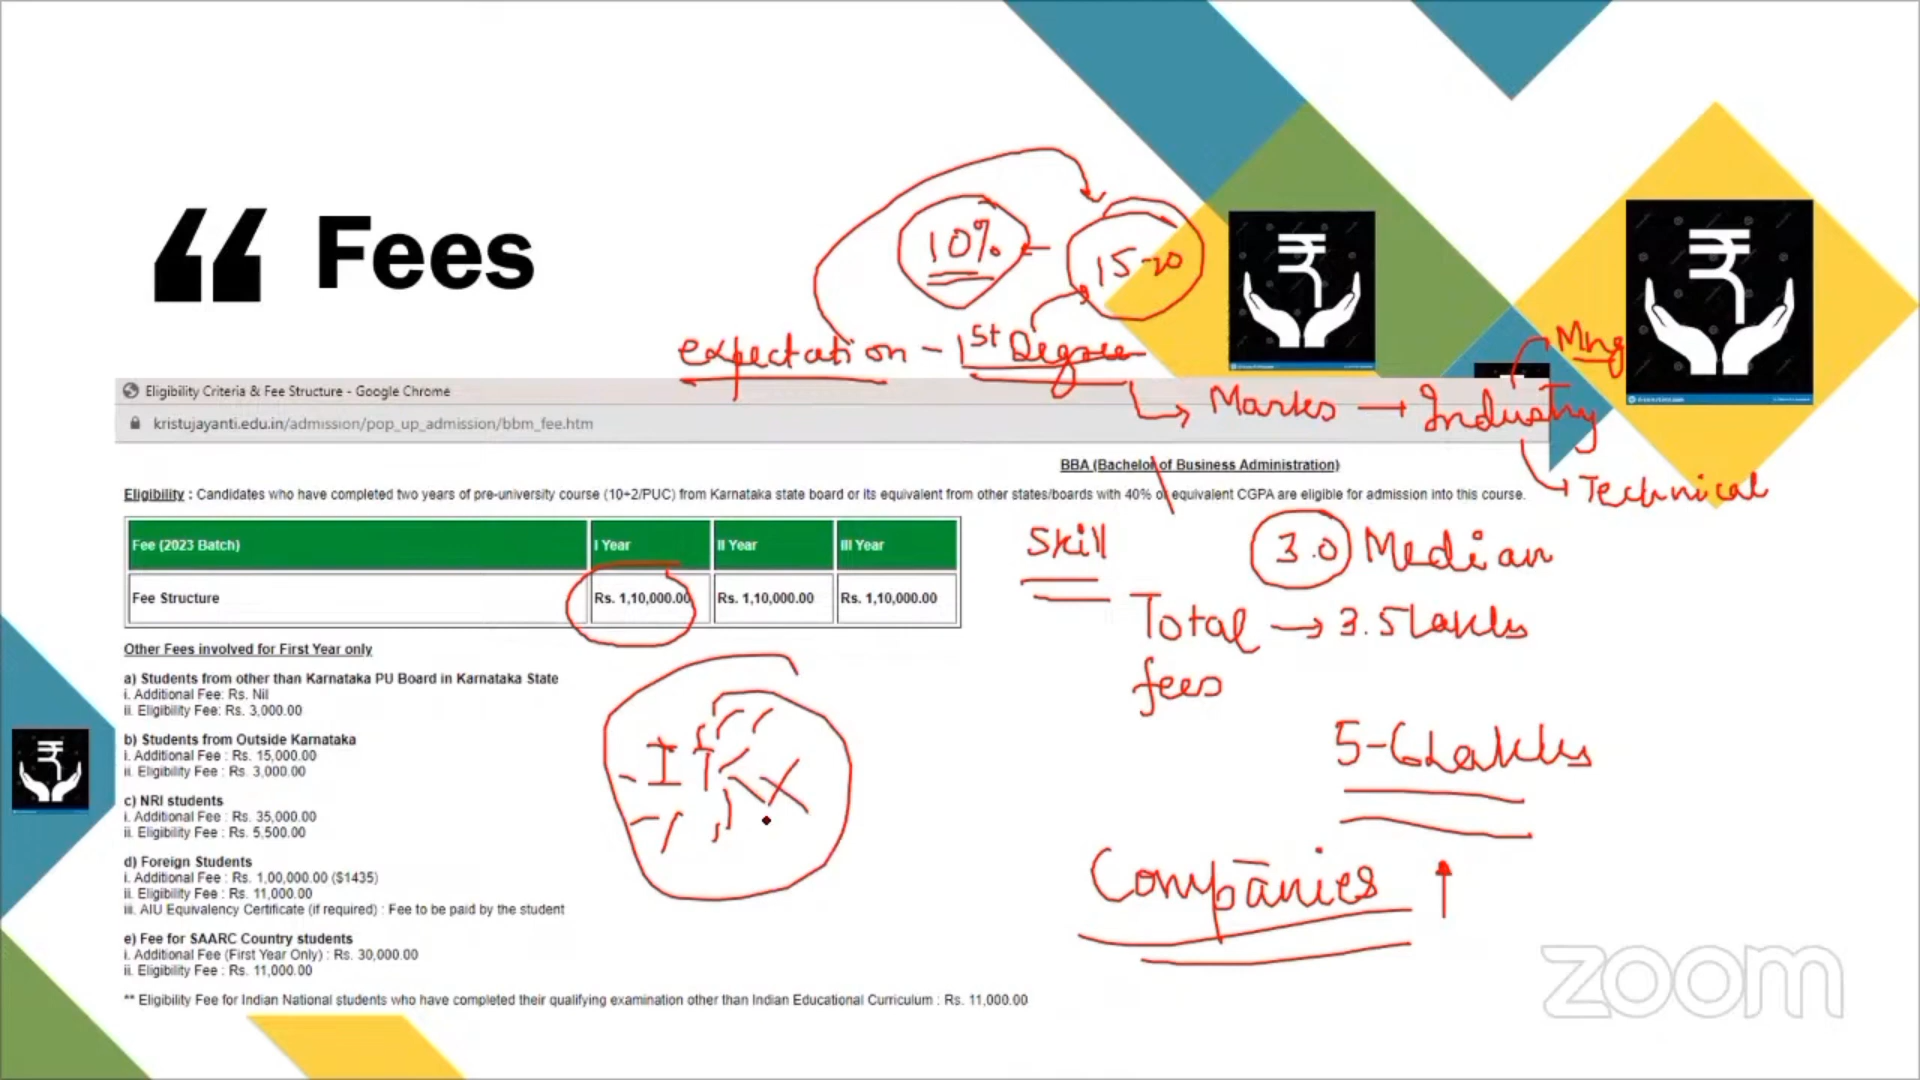 “ Fees
10% 15-20
expectation - 1st Degree
Mng
Eligibility Criteria & Fee Structure - Google Chrome
Marks → Industry
kristujayanti.edu.in/admission/pop_up_admission/bbm_fee.htm
BBA (Bachelor of Business Administration)
Technical
Eligibility : Candidates who have completed two years of pre-university course (10+2/PUC) from Karnataka state board or its equivalent from other states/boards with 40% or equivalent CGPA are eligible for admission into this course.
Fee (2023 Batch) I Year II Year III Year
Fee Structure Rs. 1,10,000.00 Rs. 1,10,000.00 Rs. 1,10,000.00
Skill 3.0 Median
Total → 3.5 lakhs
fees
Other Fees involved for First Year only
a) Students from other than Karnataka PU Board in Karnataka State
i. Additional Fee: Rs. Nil
ii. Eligibility Fee: Rs. 3,000.00
b) Students from Outside Karnataka
i. Additional Fee : Rs. 15,000.00
ii. Eligibility Fee : Rs. 3,000.00
5-6 Lakhs
c) NRI students
i. Additional Fee : Rs. 35,000.00
ii. Eligibility Fee : Rs. 5,500.00
d) Foreign Students
i. Additional Fee : Rs. 1,00,000.00 ($1435)
ii. Eligibility Fee : Rs. 11,000.00
iii. AIU Equivalency Certificate (if required) : Fee to be paid by the student
Companies ↑
e) Fee for SAARC Country students
i. Additional Fee (First Year Only) : Rs. 30,000.00
ii. Eligibility Fee : Rs. 11,000.00
** Eligibility Fee for Indian National students who have completed their qualifying examination other than Indian Educational Curriculum : Rs. 11,000.00
zoom